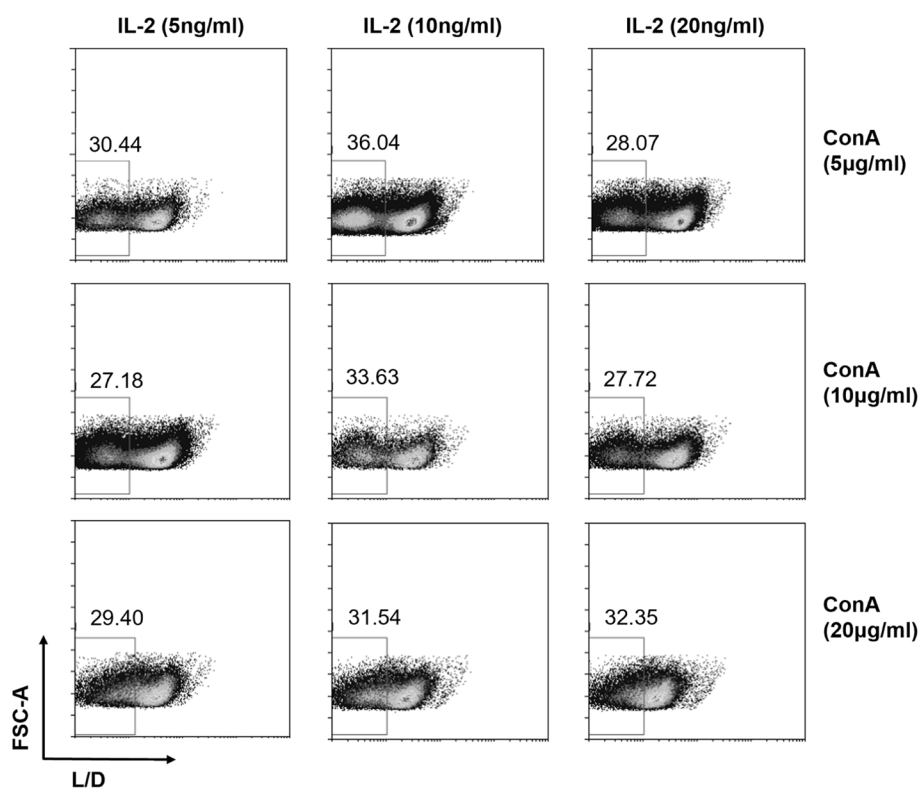 IL-2 (5ng/ml) IL-2 (10ng/ml) IL-2 (20ng/ml)
30.44 36.04 28.07
ConA
(5µg/ml)
27.18 33.63 27.72
ConA
(10µg/ml)
29.40 31.54 32.35
ConA
(20µg/ml)
FSC-A
L/D